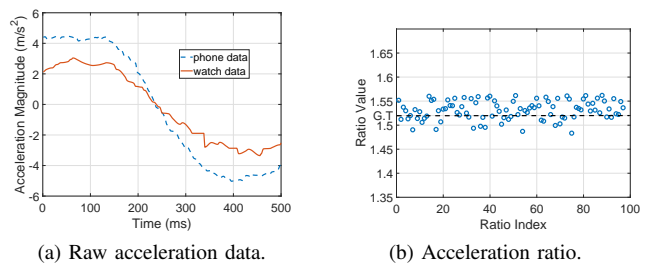 Acceleration Magnitude (m/s²)
6
4
2
0
-2
-4
-6
phone data
watch data
0 100 200 300 400 500
Time (ms)
(a) Raw acceleration data.
Ratio Value
1.65
1.6
1.55
G.T
1.5
1.45
1.4
1.35
0 20 40 60 80 100
Ratio Index
(b) Acceleration ratio.